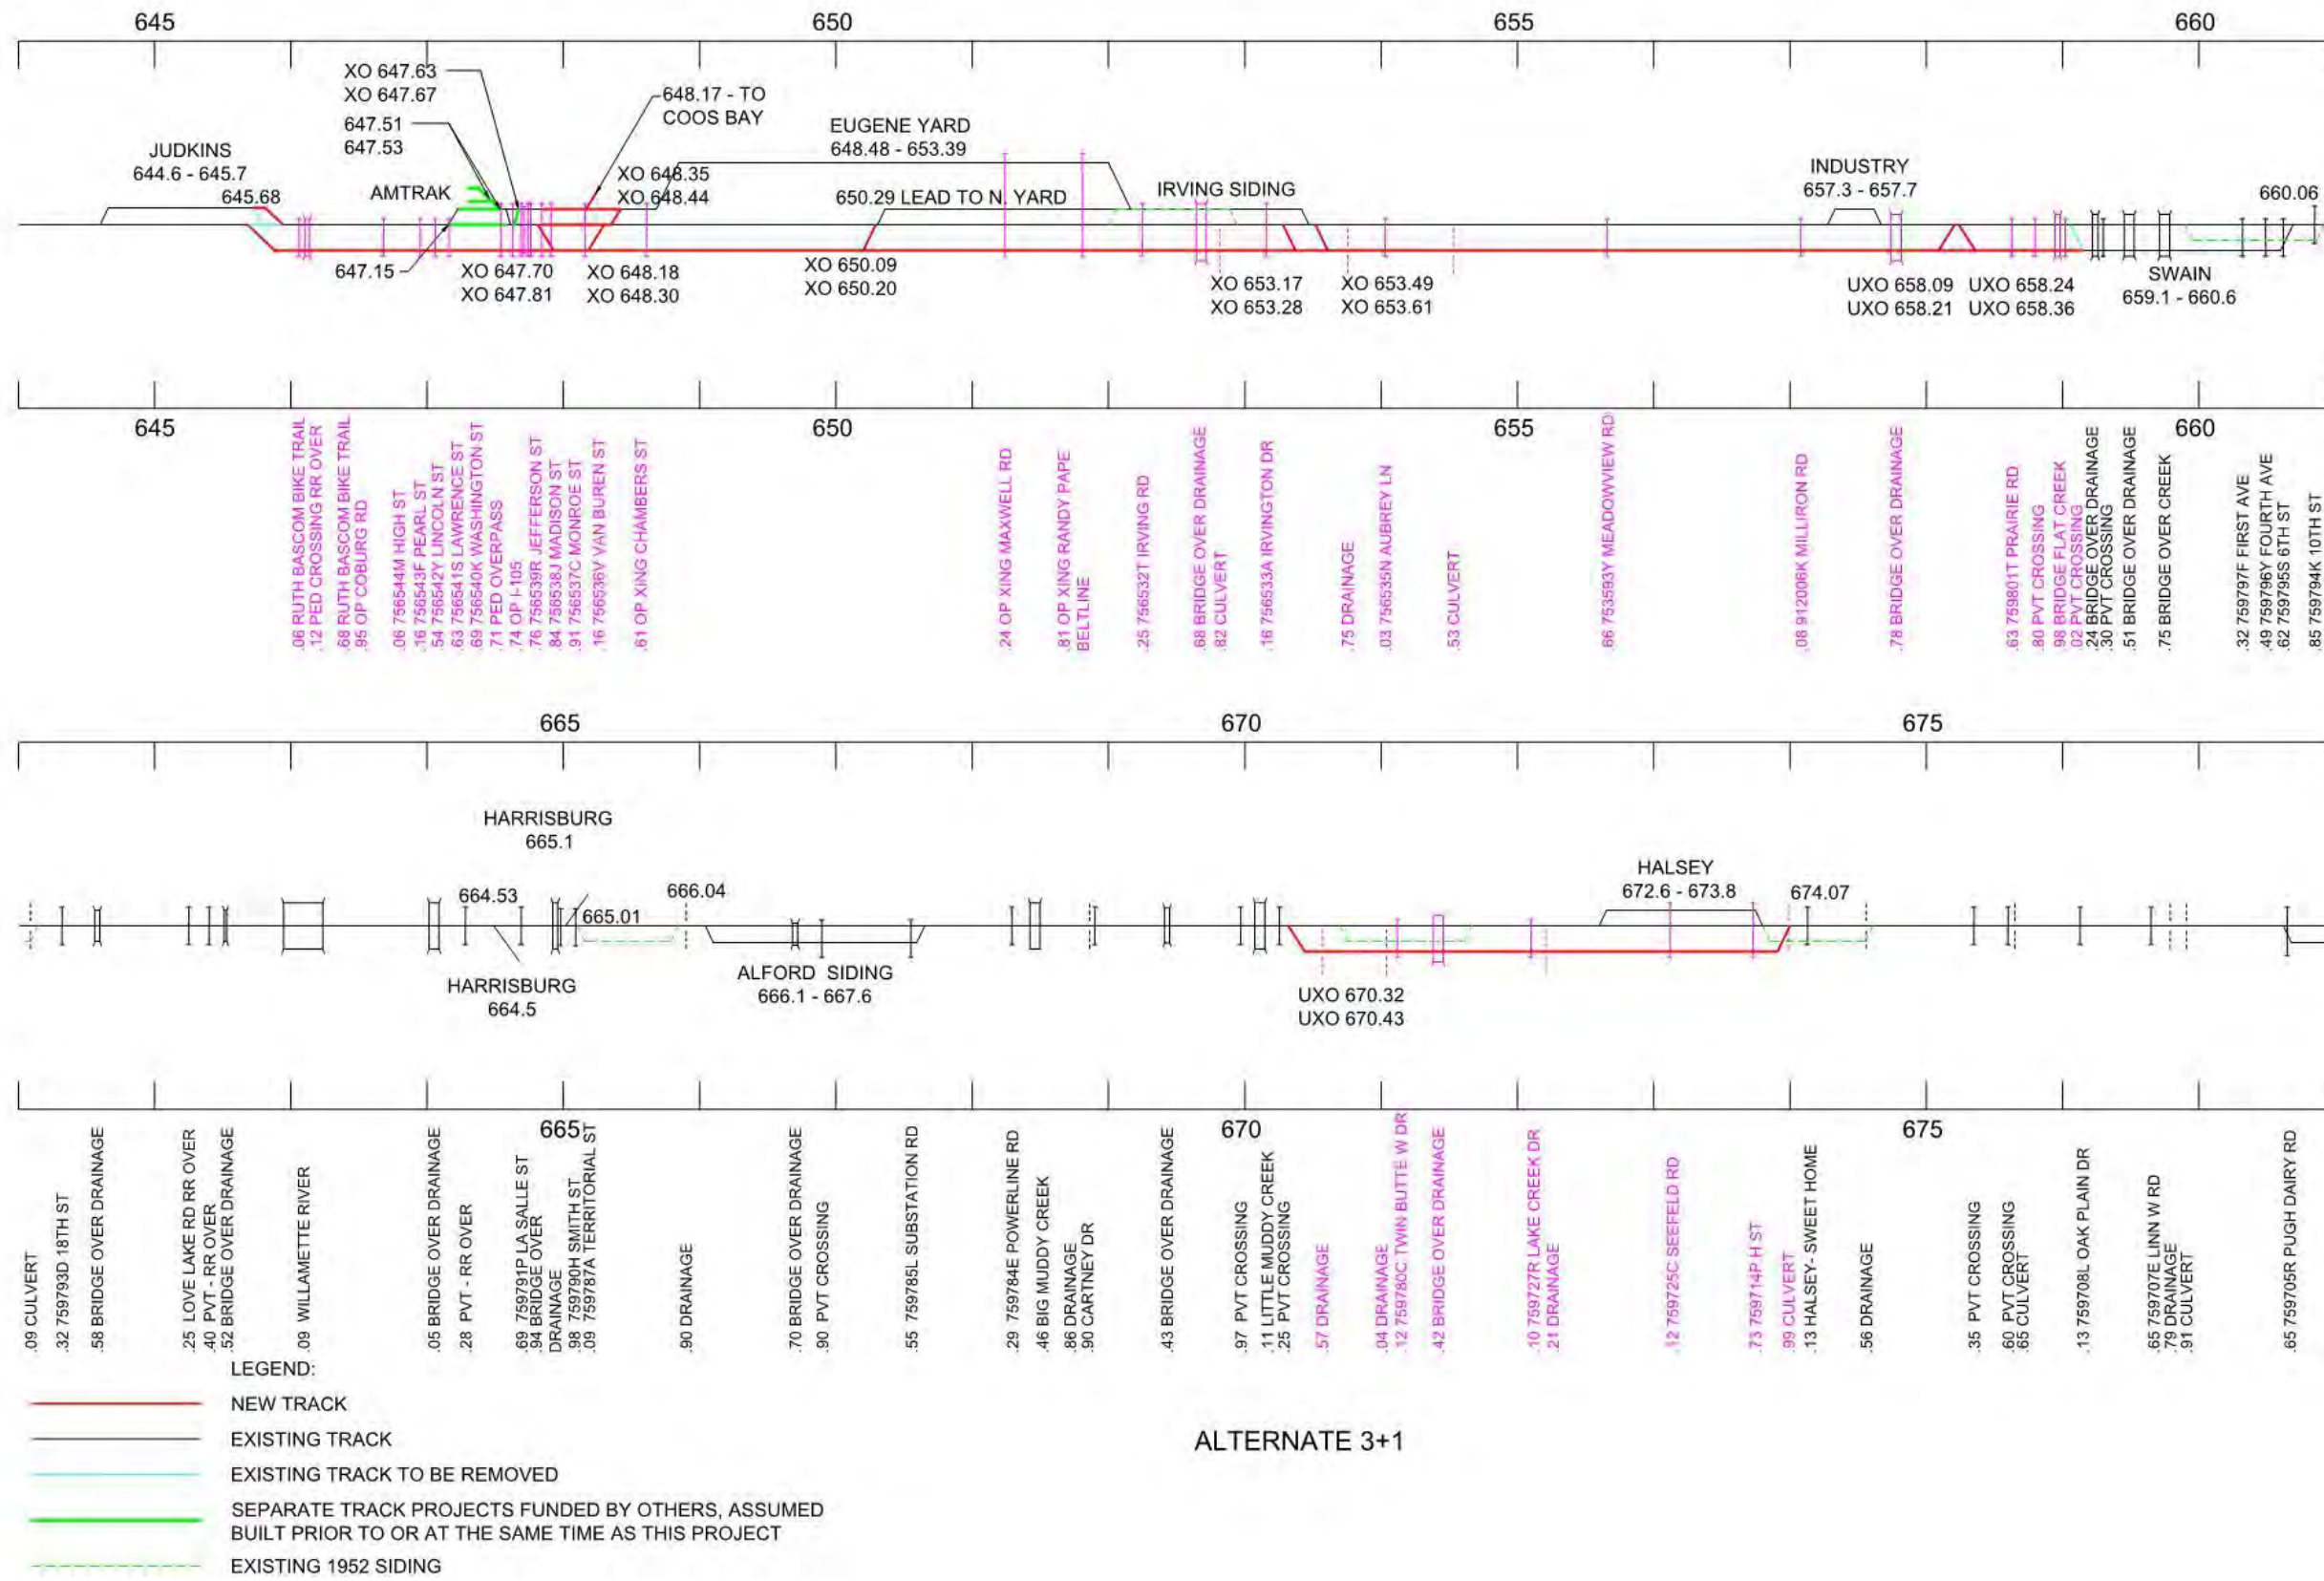 645
650
655
660
XO 647.63
XO 647.67
647.51
647.53
648.17 - TO
COOS BAY
JUDKINS
644.6 - 645.7
645.68
AMTRAK
XO 648.35
XO 648.44
EUGENE YARD
648.48 - 653.39
650.29 LEAD TO N. YARD
IRVING SIDING
INDUSTRY
657.3 - 657.7
660.06
647.15
XO 647.70
XO 647.81
XO 648.18
XO 648.30
XO 650.09
XO 650.20
XO 653.17
XO 653.28
XO 653.49
XO 653.61
UXO 658.09
UXO 658.21
UXO 658.24
UXO 658.36
SWAIN
659.1 - 660.6
645
650
655
660
.06 RUTH BASCOM BIKE TRAIL
.12 PED CROSSING RR OVER
.68 RUTH BASCOM BIKE TRAIL
.95 OP COBURG RD
.06 756544M HIGH ST
.16 756543F PEARL ST
.54 756542Y LINCOLN ST
.63 756541S LAWRENCE ST
.69 756540K WASHINGTON ST
.71 PED OVERPASS
.74 OP I-105
.76 756539R JEFFERSON ST
.84 756538J MADISON ST
.91 756537C MONROE ST
.16 756536V VAN BUREN ST
.61 OP XING CHAMBERS ST
.24 OP XING MAXWELL RD
.81 OP XING RANDY PAPE
BELTLINE
.25 756532T IRVING RD
.68 BRIDGE OVER DRAINAGE
.82 CULVERT
.16 756533A IRVINGTON DR
.75 DRAINAGE
.03 756535N AUBREY LN
.53 CULVERT
.66 753593Y MEADOWVIEW RD
.08 912006K MILLIRON RD
.78 BRIDGE OVER DRAINAGE
.63 759801T PRAIRIE RD
.80 PVT CROSSING
.98 BRIDGE FLAT CREEK
.02 PVT CROSSING
.24 BRIDGE OVER DRAINAGE
.30 PVT CROSSING
.51 BRIDGE OVER DRAINAGE
.75 BRIDGE OVER CREEK
.32 759797F FIRST AVE
.49 759796Y FOURTH AVE
.62 759795S 6TH ST
.85 759794K 10TH ST
665
670
675
HARRISBURG
665.1
664.53
665.01
666.04
HARRISBURG
664.5
ALFORD SIDING
666.1 - 667.6
HALSEY
672.6 - 673.8
674.07
UXO 670.32
UXO 670.43
665
670
675
.09 CULVERT
.32 759793D 18TH ST
.58 BRIDGE OVER DRAINAGE
.25 LOVE LAKE RD RR OVER
.40 PVT - RR OVER
.52 BRIDGE OVER DRAINAGE
.09 WILLAMETTE RIVER
.05 BRIDGE OVER DRAINAGE
.28 PVT - RR OVER
.69 759791P LA SALLE ST
.94 BRIDGE OVER
DRAINAGE
.98 759790H SMITH ST
.09 759787A TERRITORIAL ST
.90 DRAINAGE
.70 BRIDGE OVER DRAINAGE
.90 PVT CROSSING
.55 759785L SUBSTATION RD
.29 759784E POWERLINE RD
.46 BIG MUDDY CREEK
.86 DRAINAGE
.90 CARTNEY DR
.43 BRIDGE OVER DRAINAGE
.97 PVT CROSSING
.11 LITTLE MUDDY CREEK
.25 PVT CROSSING
.57 DRAINAGE
.04 DRAINAGE
.12 759780C TWIN BUTTE W DR
.42 BRIDGE OVER DRAINAGE
.10 759727R LAKE CREEK DR
.21 DRAINAGE
.12 759725C SEEFELD RD
.73 759714P H ST
.99 CULVERT
.13 HALSEY- SWEET HOME
.56 DRAINAGE
.35 PVT CROSSING
.60 PVT CROSSING
.65 CULVERT
.13 759708L OAK PLAIN DR
.65 759707E LINN W RD
.79 DRAINAGE
.91 CULVERT
.65 759705R PUGH DAIRY RD
LEGEND:
NEW TRACK
EXISTING TRACK
EXISTING TRACK TO BE REMOVED
SEPARATE TRACK PROJECTS FUNDED BY OTHERS, ASSUMED
BUILT PRIOR TO OR AT THE SAME TIME AS THIS PROJECT
EXISTING 1952 SIDING
ALTERNATE 3+1